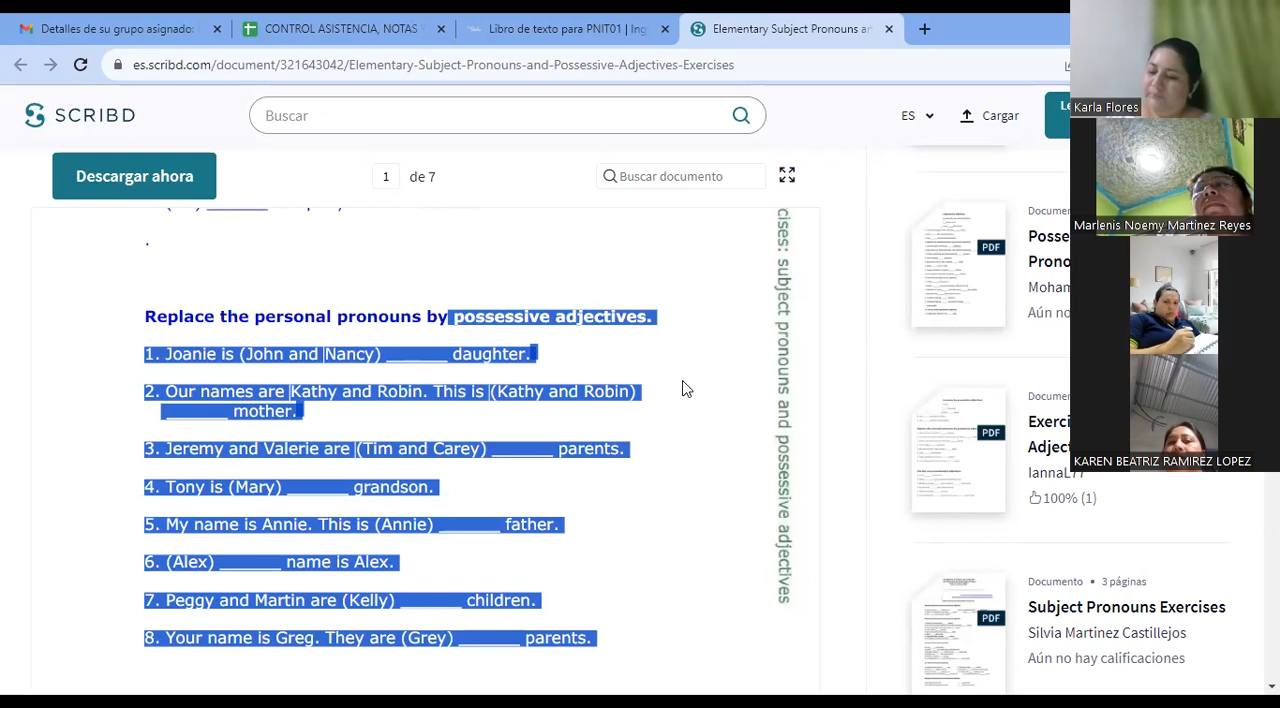 Detalles de su grupo asignado:
CONTROL ASISTENCIA, NOTAS
Libro de texto para PNIT01 | Ing
Elementary Subject Pronouns an
es.scribd.com/document/321643042/Elementary-Subject-Pronouns-and-Possessive-Adjectives-Exercises
SCRIBD
Buscar
ES
Cargar
Le
Descargar ahora
1 de 7
Buscar documento
cises: subject pronouns and possessive adjectives
.
Replace the personal pronouns by possessive adjectives.
1. Joanie is (John and Nancy) _______ daughter.
2. Our names are Kathy and Robin. This is (Kathy and Robin)
________ mother.
3. Jeremy and Valerie are (Tim and Carey) _______ parents.
4. Tony is (Mary) _______ grandson.
5. My name is Annie. This is (Annie) _______ father.
6. (Alex) _______ name is Alex.
7. Peggy and Martin are (Kelly) _______ children.
8. Your name is Greg. They are (Grey) _______ parents.
PDF
Documento
Posse
Prono
Moham
Aún no
PDF
Documento
Exerci
Adject
IannaL77
100% (1)
PDF
Documento • 3 páginas
Subject Pronouns Exercises
Silvia Martinez Castillejos
Aún no hay calificaciones
Karla Flores
Marlenis Noemy Martinez Reyes
KAREN BEATRIZ RAMIREZ LOPEZ